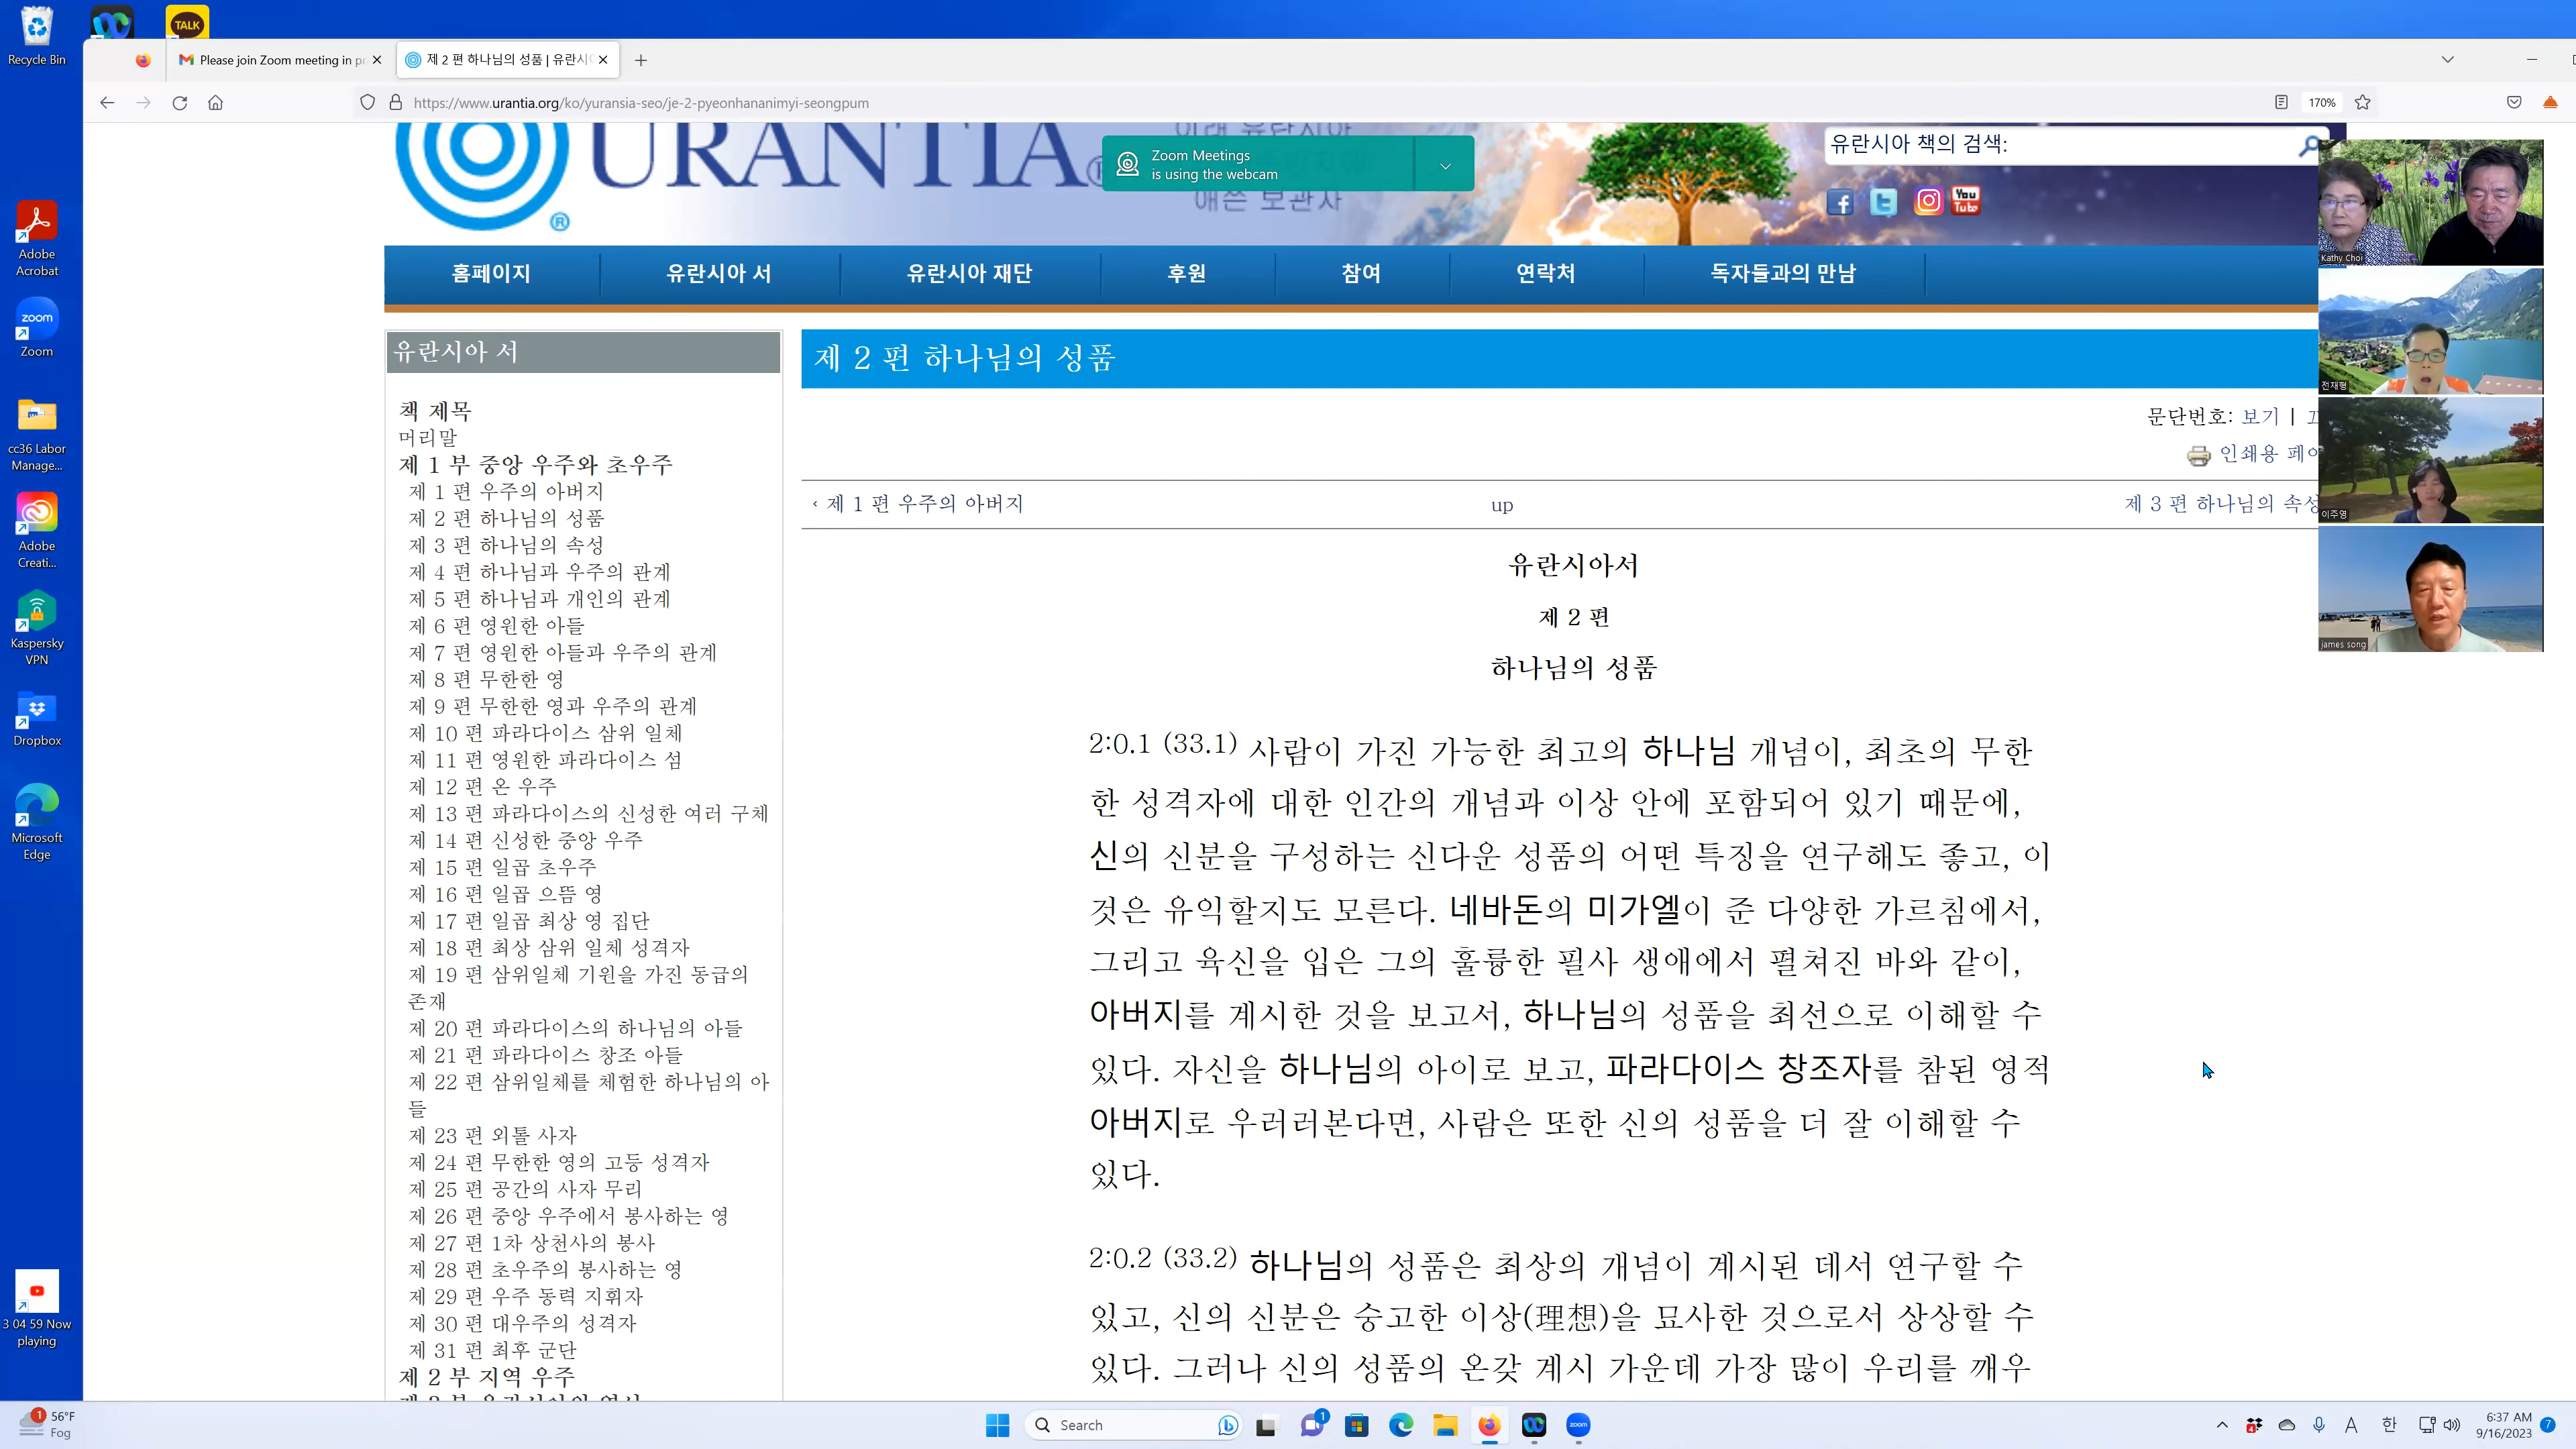 Recycle Bin
TALK
Please join Zoom meeting in pr
제 2 편 하나님의 성품 | 유란시아
https://www.urantia.org/ko/yuransia-seo/je-2-pyeonhananimyi-seongpum
170%
URANTIA®
애쓴 보관자
®
Zoom Meetings
is using the webcam
유란시아 책의 검색:
You
Tube
홈페이지
유란시아 서
유란시아 재단
후원
참여
연락처
독자들과의 만남
Adobe
Acrobat
zoom
Zoom
cc36 Labor
Manage...
Adobe
Creati...
Kaspersky
VPN
Dropbox
Microsoft
Edge
3 04 59 Now
playing
유란시아 서
책 제목
머리말
제 1 부 중앙 우주와 초우주
제 1 편 우주의 아버지
제 2 편 하나님의 성품
제 3 편 하나님의 속성
제 4 편 하나님과 우주의 관계
제 5 편 하나님과 개인의 관계
제 6 편 영원한 아들
제 7 편 영원한 아들과 우주의 관계
제 8 편 무한한 영
제 9 편 무한한 영과 우주의 관계
제 10 편 파라다이스 삼위 일체
제 11 편 영원한 파라다이스 섬
제 12 편 온 우주
제 13 편 파라다이스의 신성한 여러 구체
제 14 편 신성한 중앙 우주
제 15 편 일곱 초우주
제 16 편 일곱 으뜸 영
제 17 편 일곱 최상 영 집단
제 18 편 최상 삼위 일체 성격자
제 19 편 삼위일체 기원을 가진 동급의
존재
제 20 편 파라다이스의 하나님의 아들
제 21 편 파라다이스 창조 아들
제 22 편 삼위일체를 체험한 하나님의 아
들
제 23 편 외톨 사자
제 24 편 무한한 영의 고등 성격자
제 25 편 공간의 사자 무리
제 26 편 중앙 우주에서 봉사하는 영
제 27 편 1차 상천사의 봉사
제 28 편 초우주의 봉사하는 영
제 29 편 우주 동력 지휘자
제 30 편 대우주의 성격자
제 31 편 최후 군단
제 2 부 지역 우주
제 2 편 하나님의 성품
문단번호: 보기 |
인쇄용 페이
‹ 제 1 편 우주의 아버지
up
제 3 편 하나님의 속성
유란시아서
제 2 편
하나님의 성품
2:0.1 (33.1) 사람이 가진 가능한 최고의 하나님 개념이, 최초의 무한
한 성격자에 대한 인간의 개념과 이상 안에 포함되어 있기 때문에,
신의 신분을 구성하는 신다운 성품의 어떤 특징을 연구해도 좋고, 이
것은 유익할지도 모른다. 네바돈의 미가엘이 준 다양한 가르침에서,
그리고 육신을 입은 그의 훌륭한 필사 생애에서 펼쳐진 바와 같이,
아버지를 계시한 것을 보고서, 하나님의 성품을 최선으로 이해할 수
있다. 자신을 하나님의 아이로 보고, 파라다이스 창조자를 참된 영적
아버지로 우러러본다면, 사람은 또한 신의 성품을 더 잘 이해할 수
있다.
2:0.2 (33.2) 하나님의 성품은 최상의 개념이 계시된 데서 연구할 수
있고, 신의 신분은 숭고한 이상(理想)을 묘사한 것으로서 상상할 수
있다. 그러나 신의 성품의 온갖 계시 가운데 가장 많이 우리를 깨우
Kathy Choi
전재형
이주영
james song
1
56°F
Fog
Search
1
zoom
4
A
한
6:37 AM
9/16/2023
7